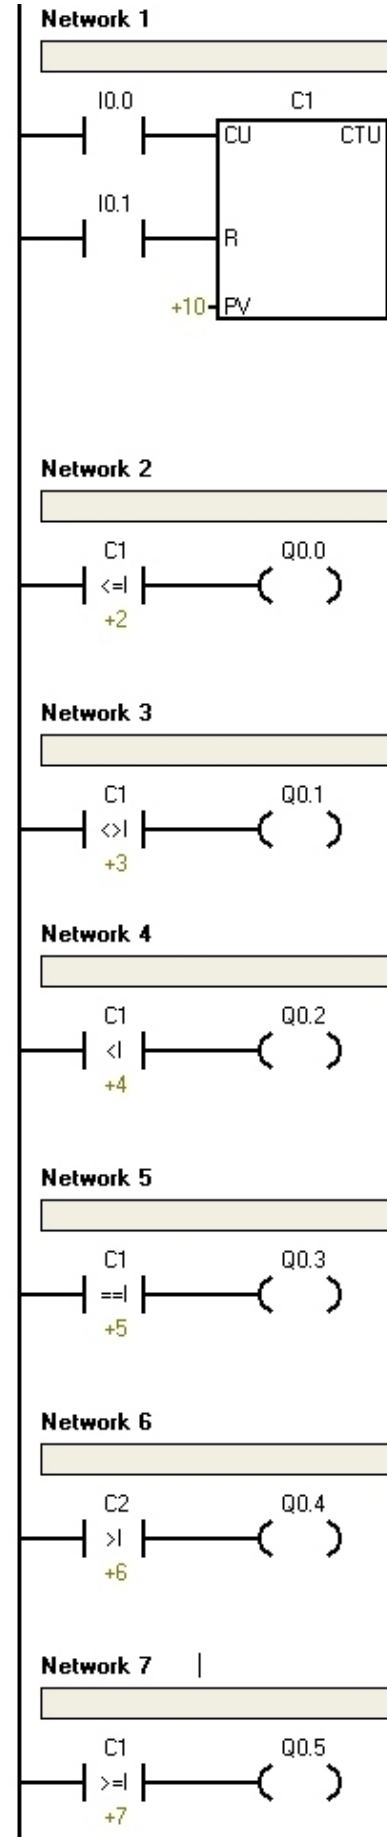 Network 1
I0.0 C1
CU CTU
I0.1
R
+10 PV
Network 2
C1 Q0.0
<=I
+2
Network 3
C1 Q0.1
<>I
+3
Network 4
C1 Q0.2
<I
+4
Network 5
C1 Q0.3
==I
+5
Network 6
C2 Q0.4
>I
+6
Network 7
C1 Q0.5
>=I
+7